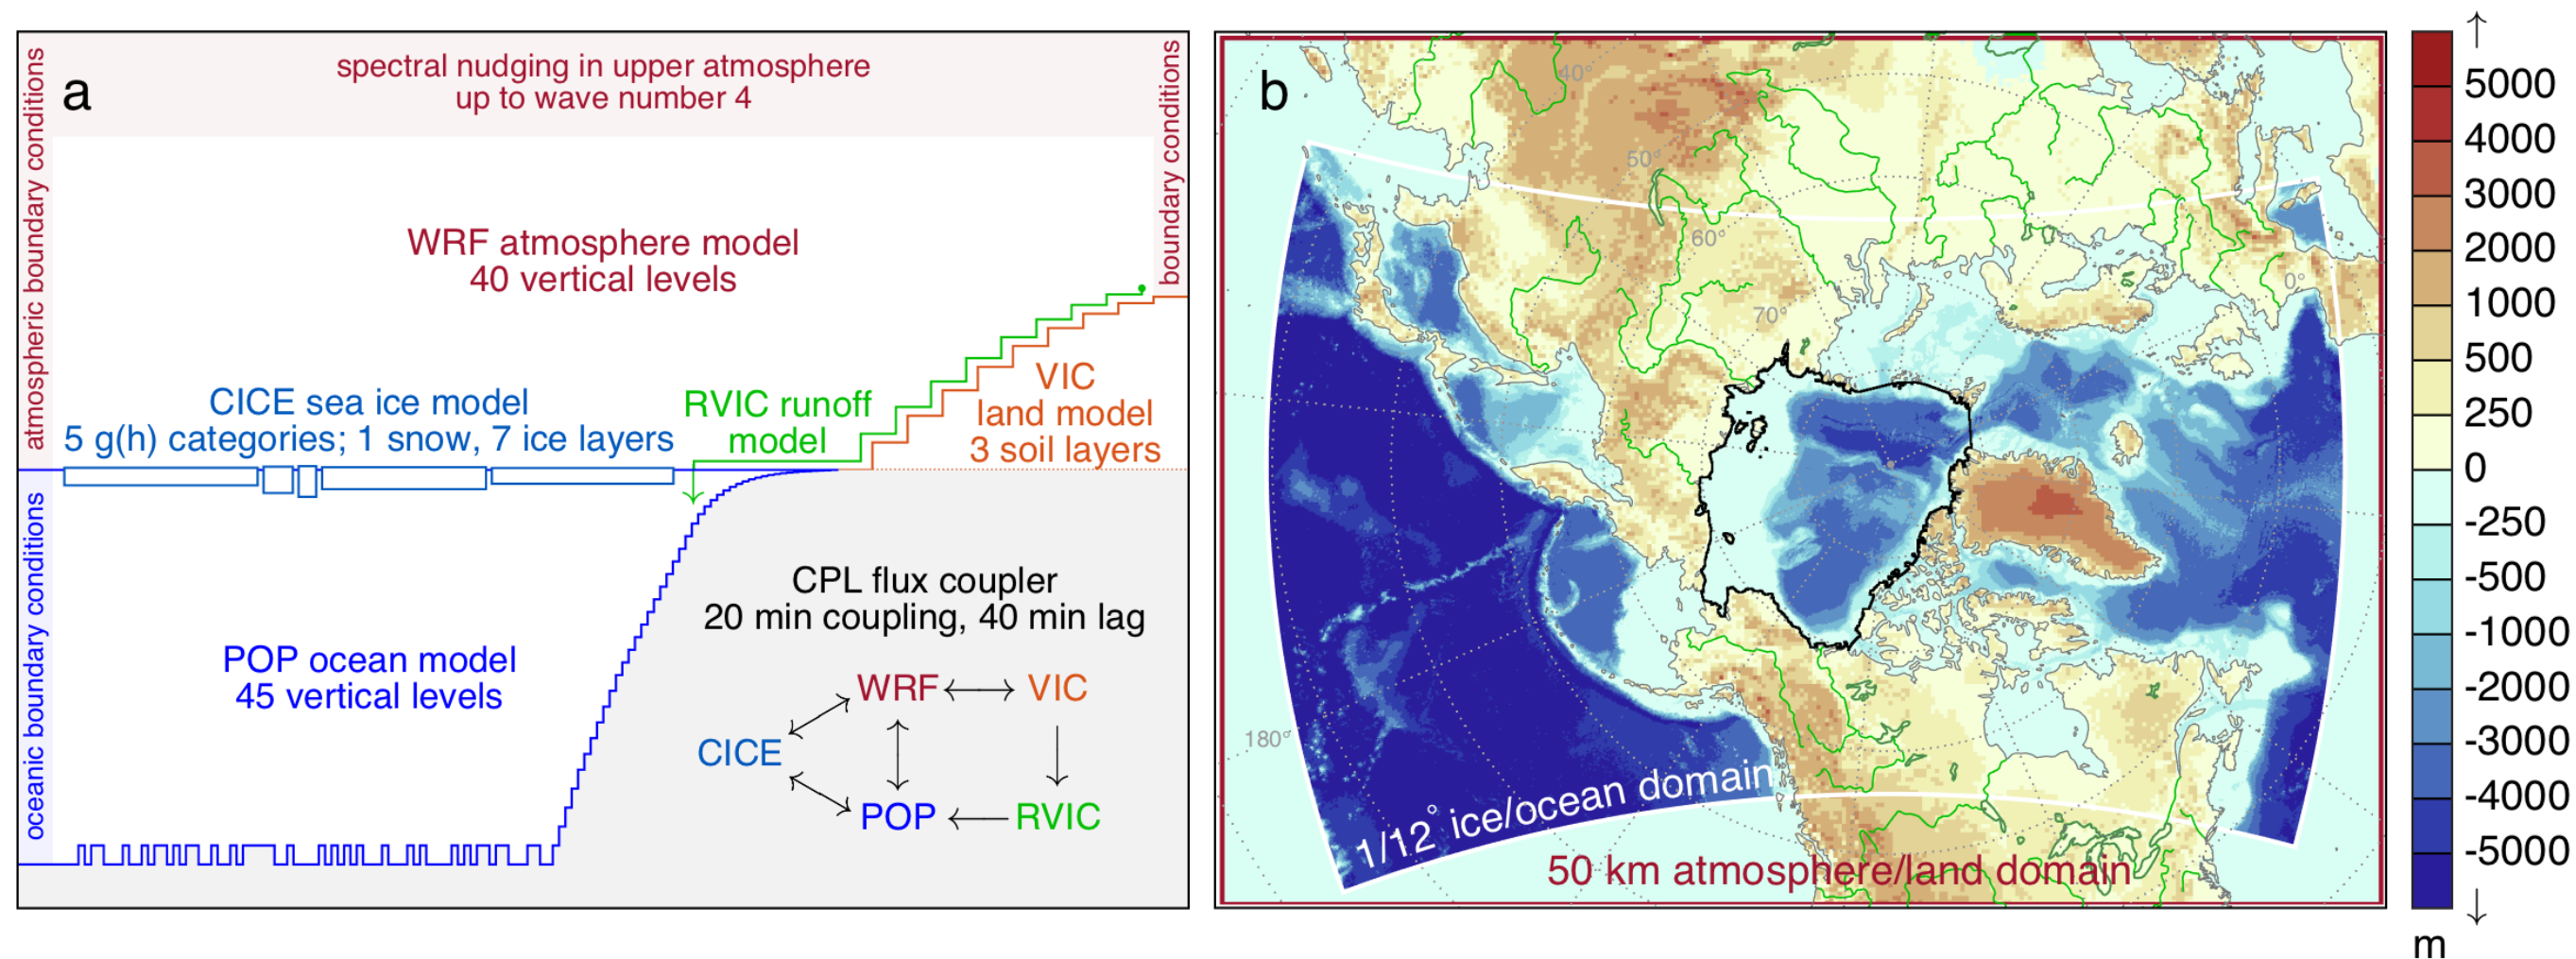 a
spectral nudging in upper atmosphere
up to wave number 4
atmospheric boundary conditions
boundary conditions
WRF atmosphere model
40 vertical levels
CICE sea ice model
5 g(h) categories; 1 snow, 7 ice layers
RVIC runoff
model
VIC
land model
3 soil layers
oceanic boundary conditions
POP ocean model
45 vertical levels
CPL flux coupler
20 min coupling, 40 min lag
WRF
VIC
CICE
POP
RVIC
b
40°
50°
60°
70°
0°
180°
1/12° ice/ocean domain
50 km atmosphere/land domain
5000
4000
3000
2000
1000
500
250
0
-250
-500
-1000
-2000
-3000
-4000
-5000
m